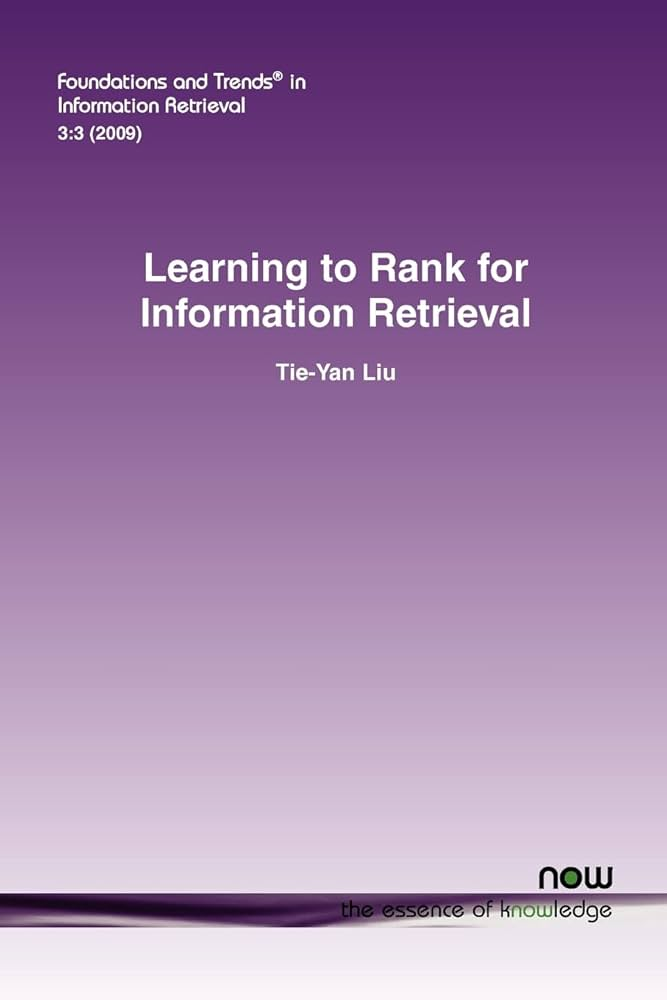 Foundations and Trends® in
Information Retrieval
3:3 (2009)
Learning to Rank for
Information Retrieval
Tie-Yan Liu
now
the essence of knowledge